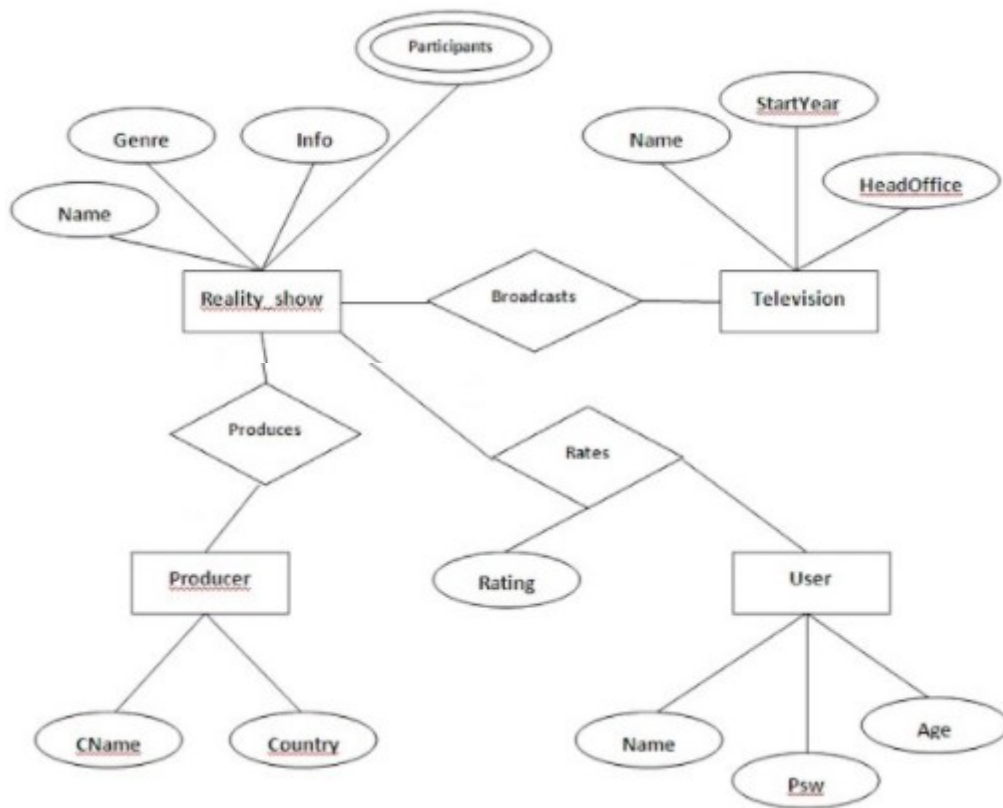 Participants
StartYear
Genre
Info
Name
HeadOffice
Name
Reality_show
Broadcasts
Television
Produces
Rates
Producer
Rating
User
CName
Country
Name
Age
Psw